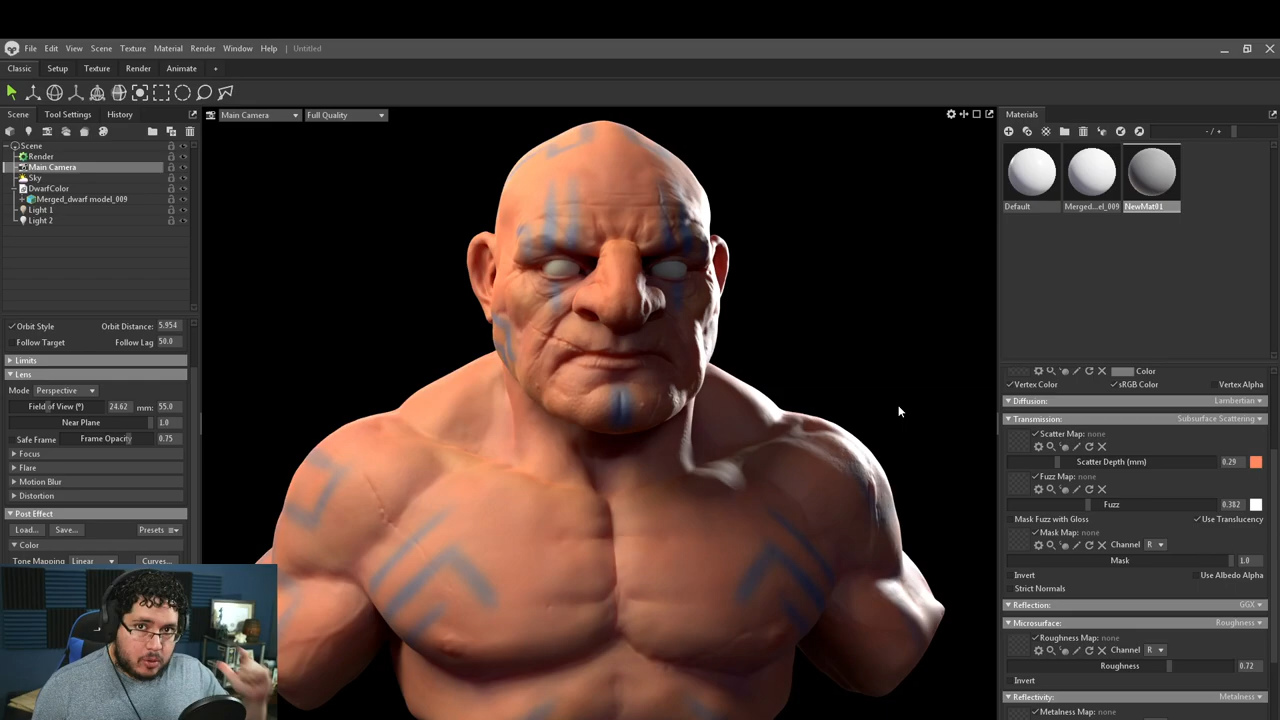 File Edit View Scene Texture Material Render Window Help Untitled
Classic Setup Texture Render Animate +
Scene Tool Settings History
Main Camera Full Quality
Materials
- / +
Scene
Render
Main Camera
Sky
DwarfColor
Merged_dwarf model_009
Light 1
Light 2
Default Merged...el_009 NewMat01
Orbit Style Orbit Distance: 5.954
Follow Target Follow Lag 50.0
Limits
Lens
Mode Perspective
Field of View (°) 24.62 mm: 55.0
Near Plane 1.0
Safe Frame Frame Opacity 0.75
Focus
Flare
Motion Blur
Distortion
Post Effect
Load... Save... Presets
Color
Tone Mapping Linear Curves...
Color
Vertex Color sRGB Color Vertex Alpha
Diffusion: Lambertian
Transmission: Subsurface Scattering
Scatter Map: none
Scatter Depth (mm) 0.29
Fuzz Map: none
Fuzz 0.382
Mask Fuzz with Gloss Use Translucency
Mask Map: none
Channel R
Mask 1.0
Invert Use Albedo Alpha
Strict Normals
Reflection: GGX
Microsurface: Roughness
Roughness Map: none
Channel R
Roughness 0.72
Invert
Reflectivity: Metalness
Metalness Map: none